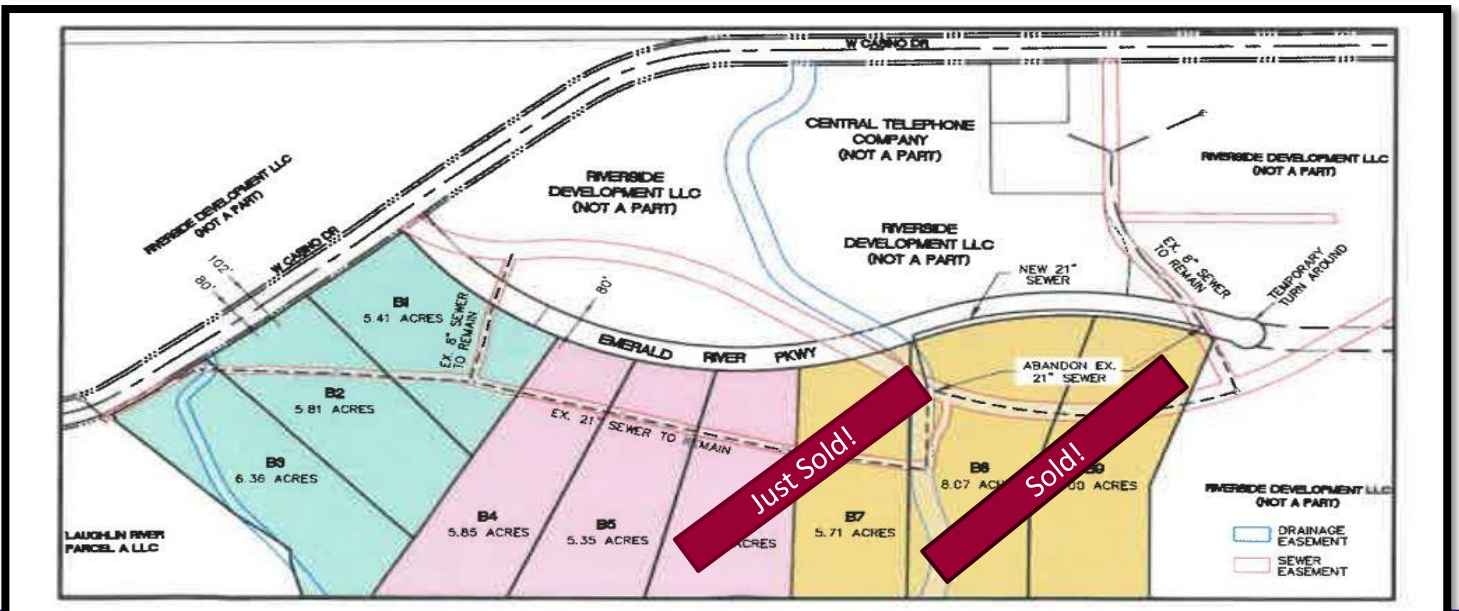 W CASINO DR
CENTRAL TELEPHONE
COMPANY
(NOT A PART)
RIVERSIDE DEVELOPMENT LLC
(NOT A PART)
RIVERSIDE DEVELOPMENT LLC
(NOT A PART)
RIVERSIDE
DEVELOPMENT LLC
(NOT A PART)
W CASINO DR
102'
80'
RIVERSIDE
DEVELOPMENT LLC
(NOT A PART)
NEW 21"
SEWER
EX. 8" SEWER
TO REMAIN
TEMPORARY
TURN AROUND
B1
5.41 ACRES
EX. 8" SEWER
TO REMAIN
80'
EMERALD RIVER PKWY
ABANDON EX.
21" SEWER
B2
5.81 ACRES
EX. 21" SEWER TO REMAIN
B3
6.36 ACRES
Just Sold!
Sold!
B4
5.85 ACRES
B5
5.35 ACRES
ACRES
B7
5.71 ACRES
B8
8.07
ACRES
RIVERSIDE DEVELOPMENT LLC
(NOT A PART)
LAUGHLIN RIVER
PARCEL A LLC
DRAINAGE
EASEMENT
SEWER
EASEMENT